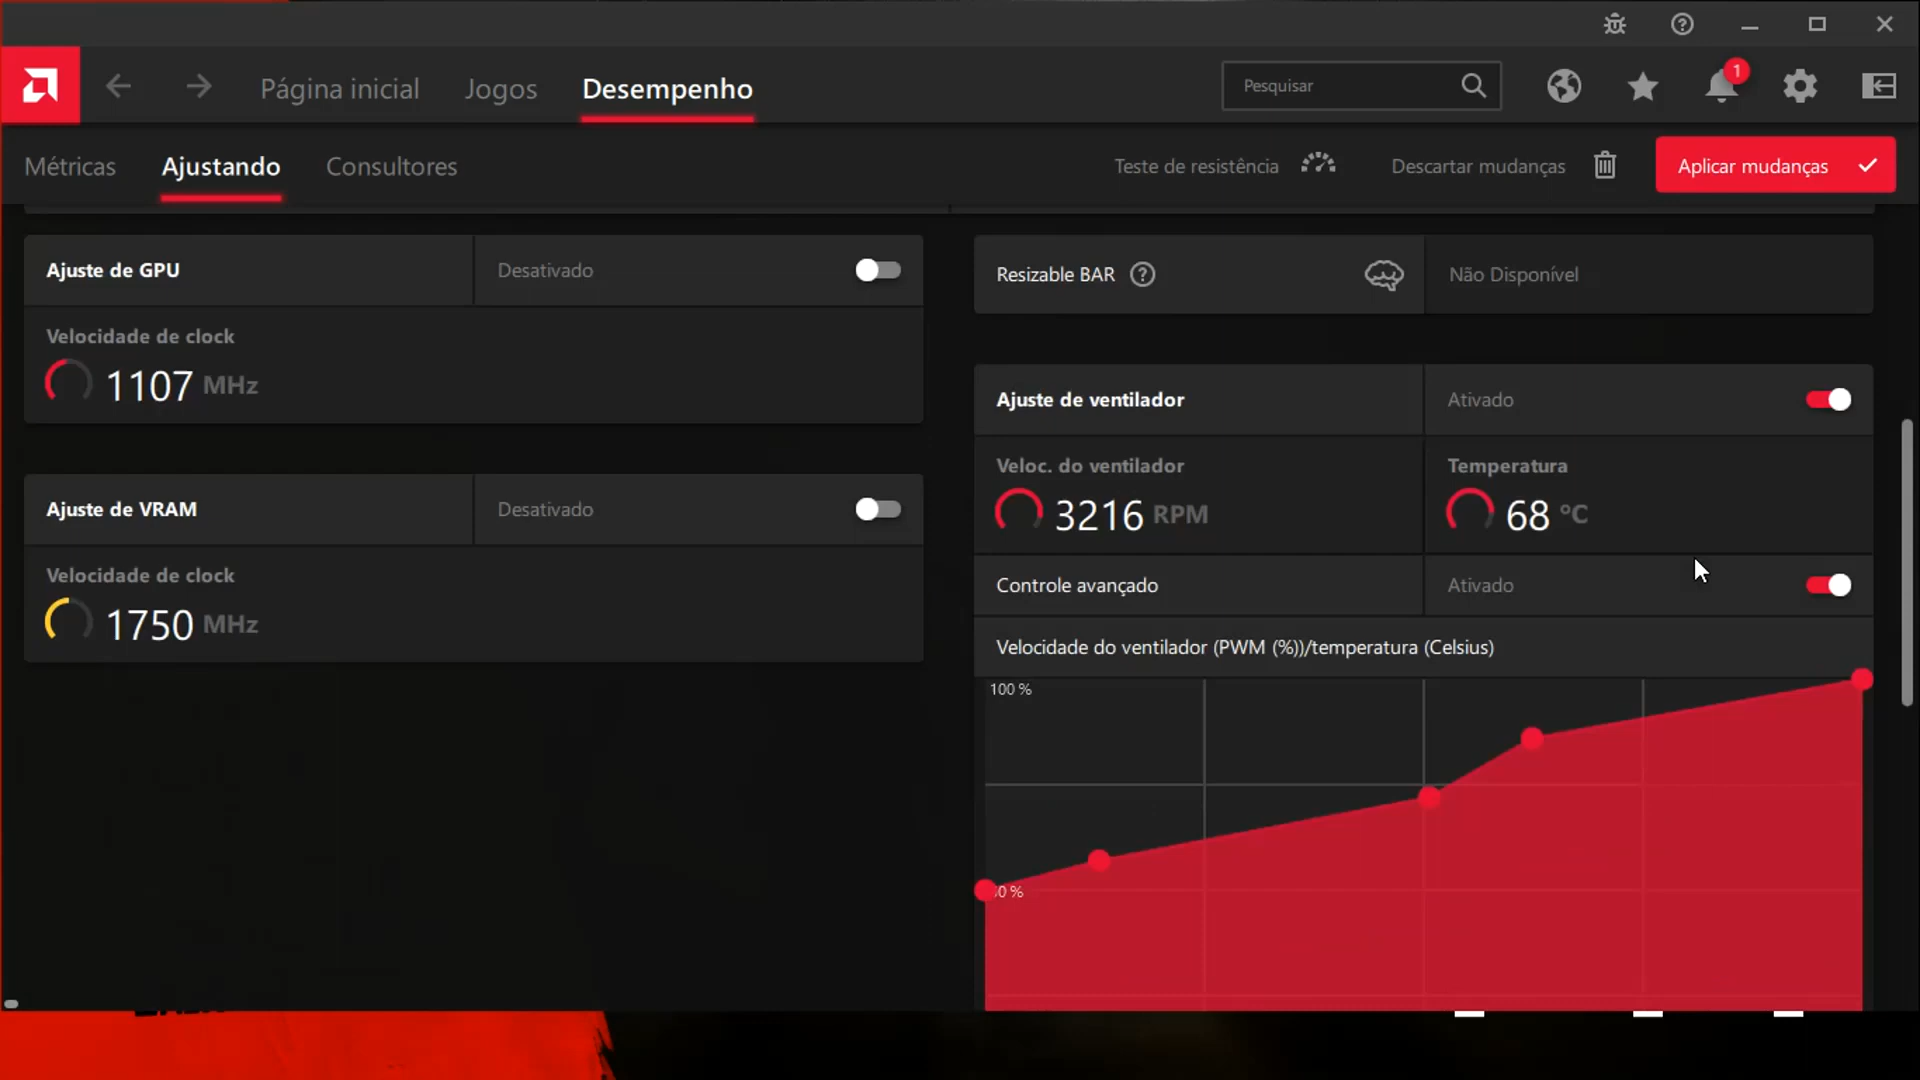 1
Página inicial
Jogos
Desempenho
Pesquisar
Métricas
Ajustando
Consultores
Teste de resistência
Descartar mudanças
Aplicar mudanças
Ajuste de GPU
Desativado
Velocidade de clock
1107 MHz
Ajuste de VRAM
Desativado
Velocidade de clock
1750 MHz
Resizable BAR
Não Disponível
Ajuste de ventilador
Ativado
Veloc. do ventilador
3216 RPM
Temperatura
68 °C
Controle avançado
Ativado
Velocidade do ventilador (PWM (%))/temperatura (Celsius)
100 %
0 %